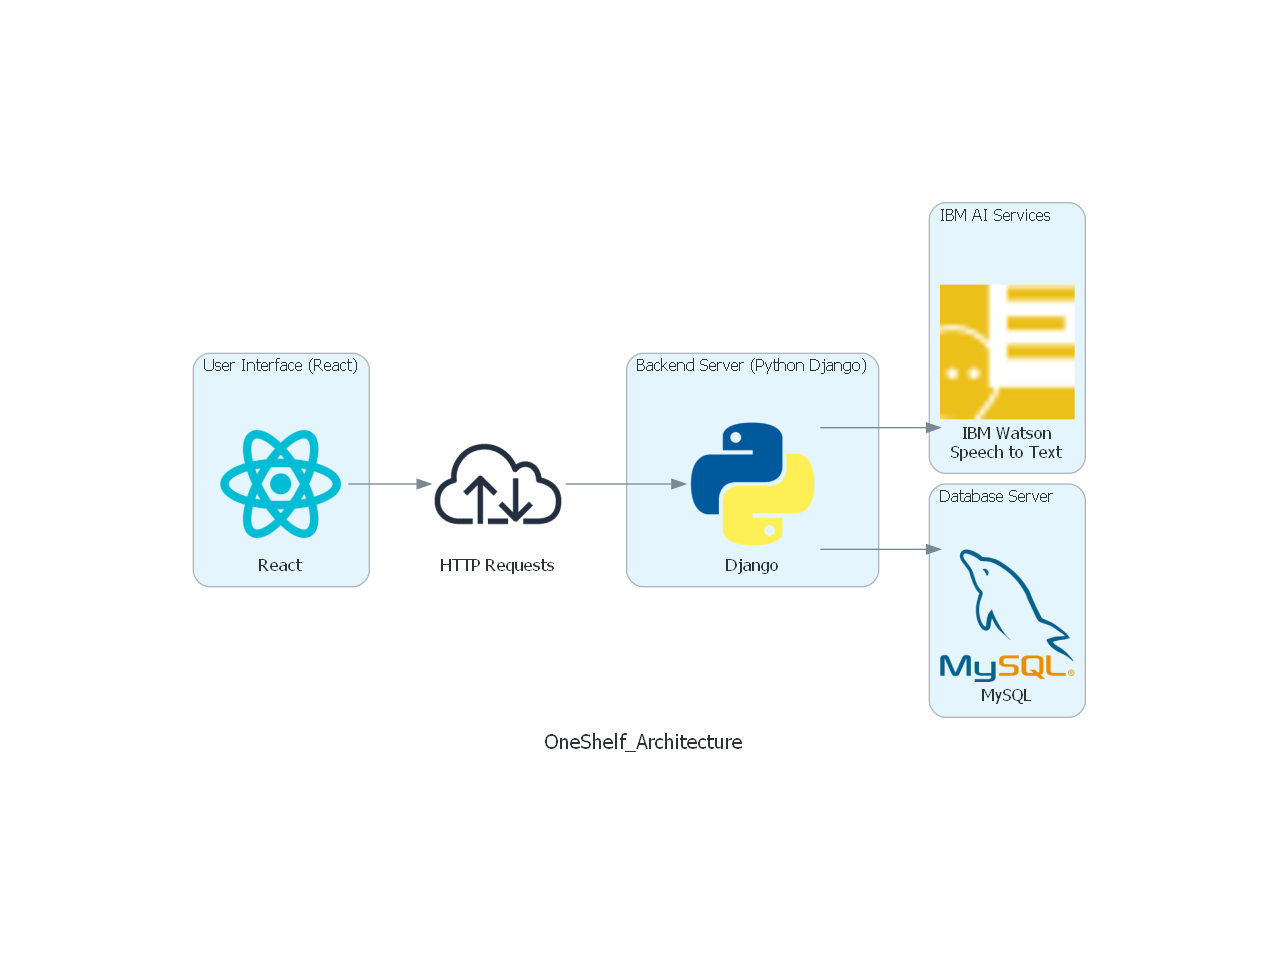 IBM AI Services
IBM Watson
Speech to Text
User Interface (React)
React
HTTP Requests
Backend Server (Python Django)
Django
Database Server
MySQL®
MySQL
OneShelf_Architecture